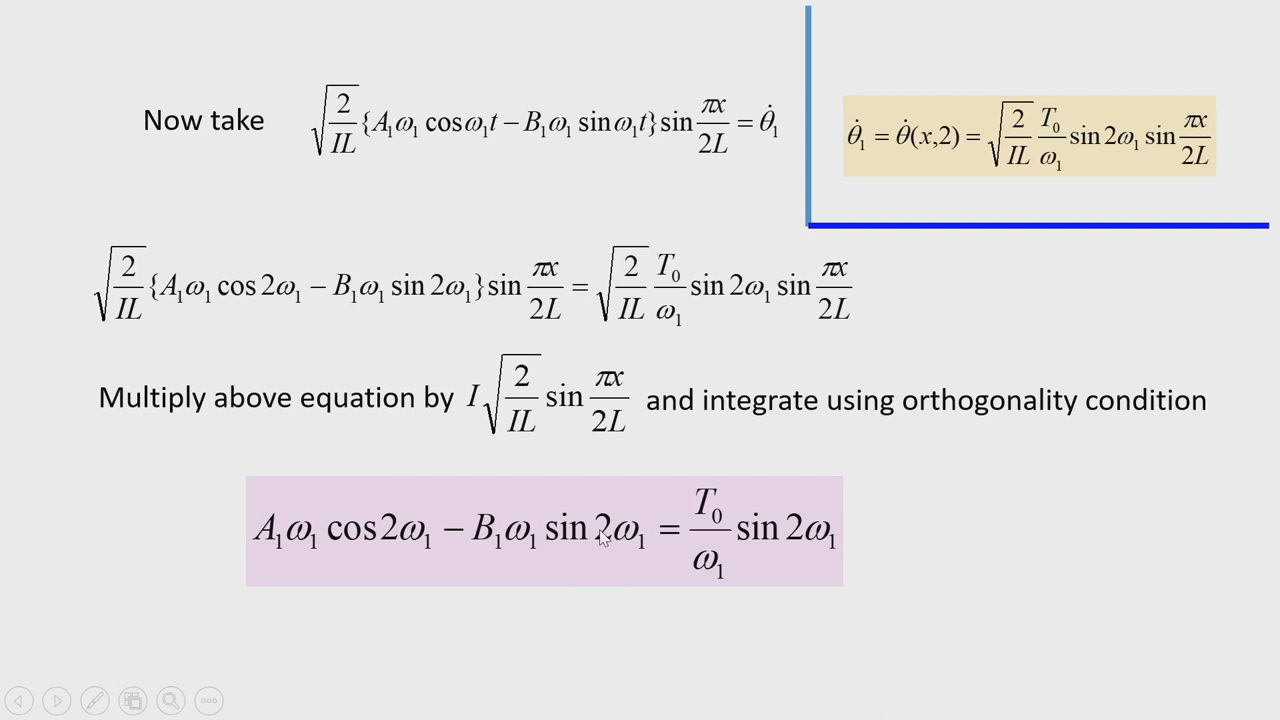 Now take √(2/IL) {A₁ω₁ cos ω₁t − B₁ω₁ sin ω₁t} sin πx/2L = θ̇₁
θ̇₁ = θ̇(x,2) = √(2/IL) T₀/ω₁ sin 2ω₁ sin πx/2L
√(2/IL) {A₁ω₁ cos 2ω₁ − B₁ω₁ sin 2ω₁} sin πx/2L = √(2/IL) T₀/ω₁ sin 2ω₁ sin πx/2L
Multiply above equation by I√(2/IL) sin πx/2L and integrate using orthogonality condition
A₁ω₁ cos 2ω₁ − B₁ω₁ sin 2ω₁ = T₀/ω₁ sin 2ω₁